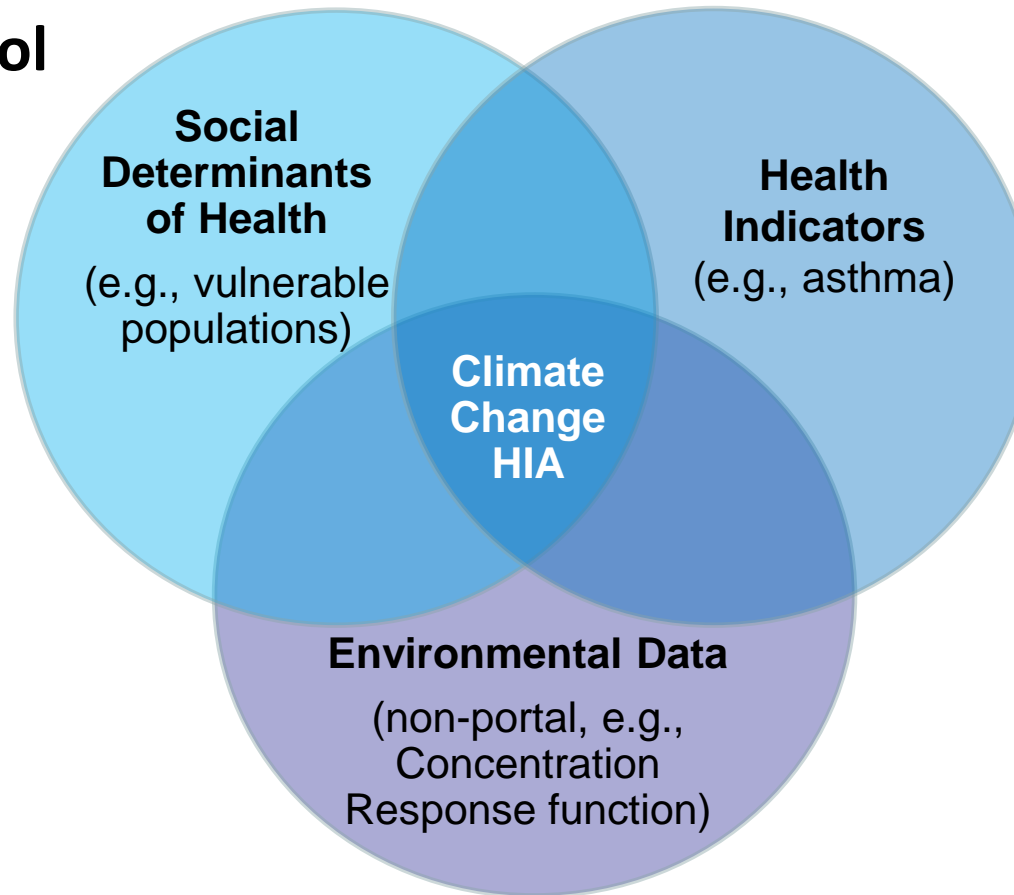 ol
Social
Determinants
of Health
(e.g., vulnerable
populations)
Health
Indicators
(e.g., asthma)
Climate
Change
HIA
Environmental Data
(non-portal, e.g.,
Concentration
Response function)